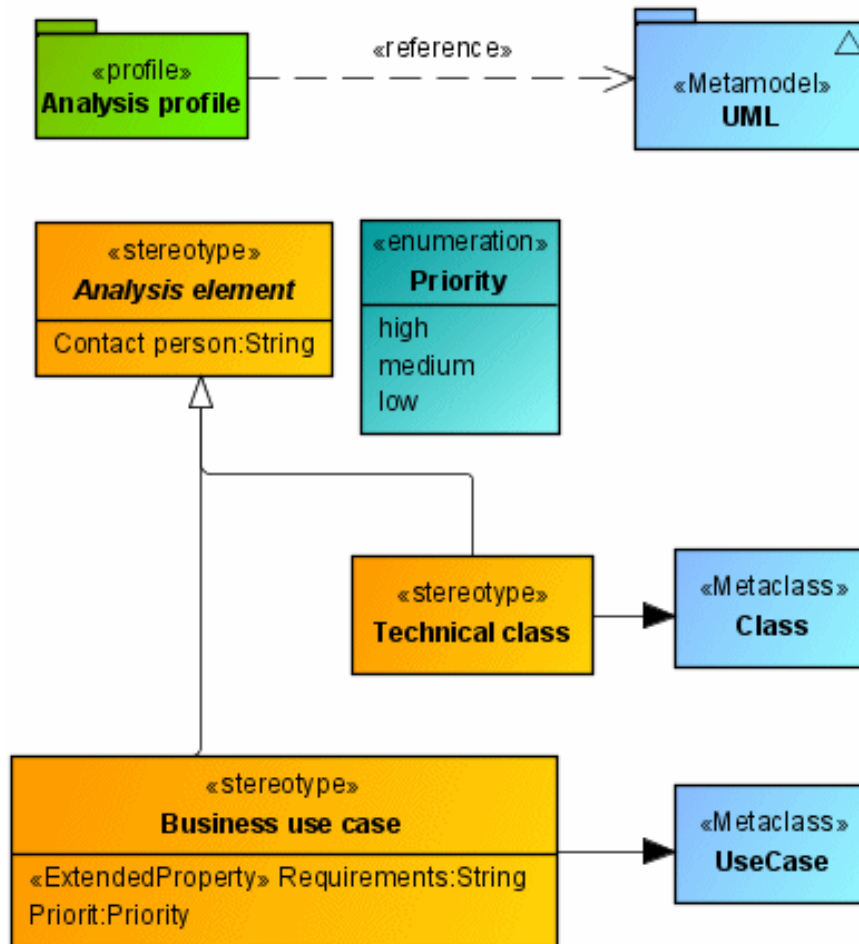 «profile»
Analysis profile
«reference»
«Metamodel»
UML
«stereotype»
Analysis element
Contact person:String
«enumeration»
Priority
high
medium
low
«stereotype»
Technical class
«Metaclass»
Class
«stereotype»
Business use case
«ExtendedProperty» Requirements:String
Priorit:Priority
«Metaclass»
UseCase